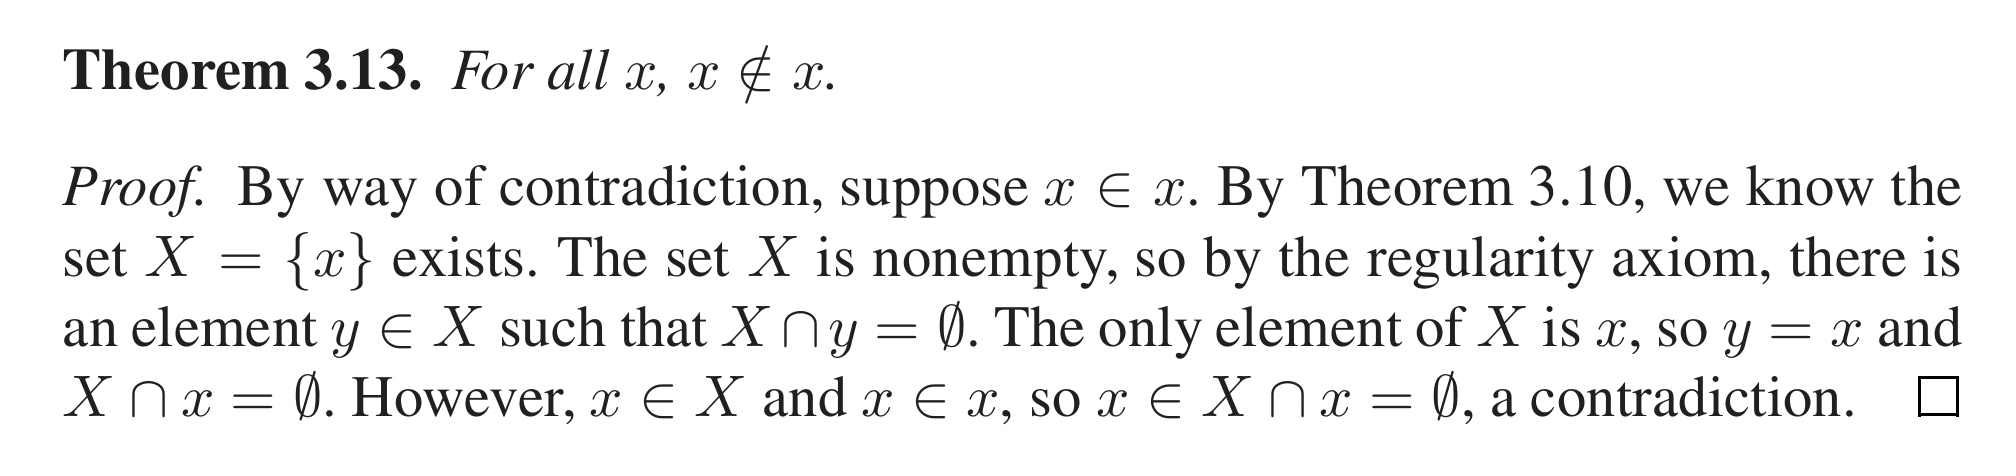 Theorem 3.13. For all x, x ∉ x.
Proof. By way of contradiction, suppose x ∈ x. By Theorem 3.10, we know the
set X = {x} exists. The set X is nonempty, so by the regularity axiom, there is
an element y ∈ X such that X ∩ y = ∅. The only element of X is x, so y = x and
X ∩ x = ∅. However, x ∈ X and x ∈ x, so x ∈ X ∩ x = ∅, a contradiction. □